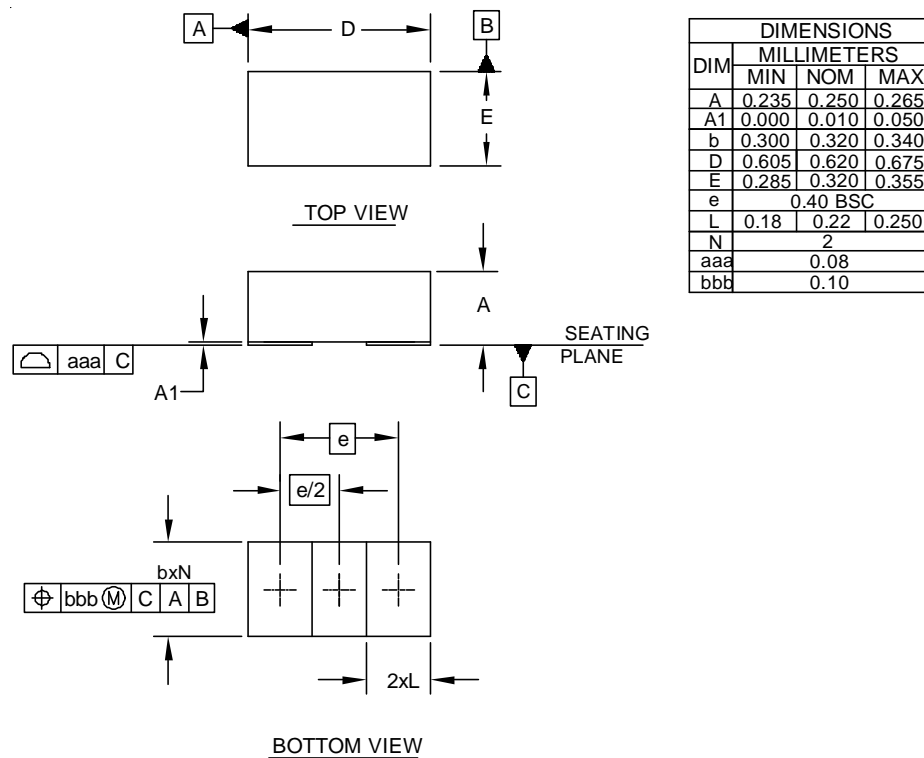 A
D
B
E
TOP VIEW
A
SEATING
PLANE
aaa C
A1
C
e
e/2
bxN
bbb Ⓜ C A B
2xL
BOTTOM VIEW
DIMENSIONS
DIM MILLIMETERS
MIN NOM MAX
A 0.235 0.250 0.265
A1 0.000 0.010 0.050
b 0.300 0.320 0.340
D 0.605 0.620 0.675
E 0.285 0.320 0.355
e 0.40 BSC
L 0.18 0.22 0.250
N 2
aaa 0.08
bbb 0.10